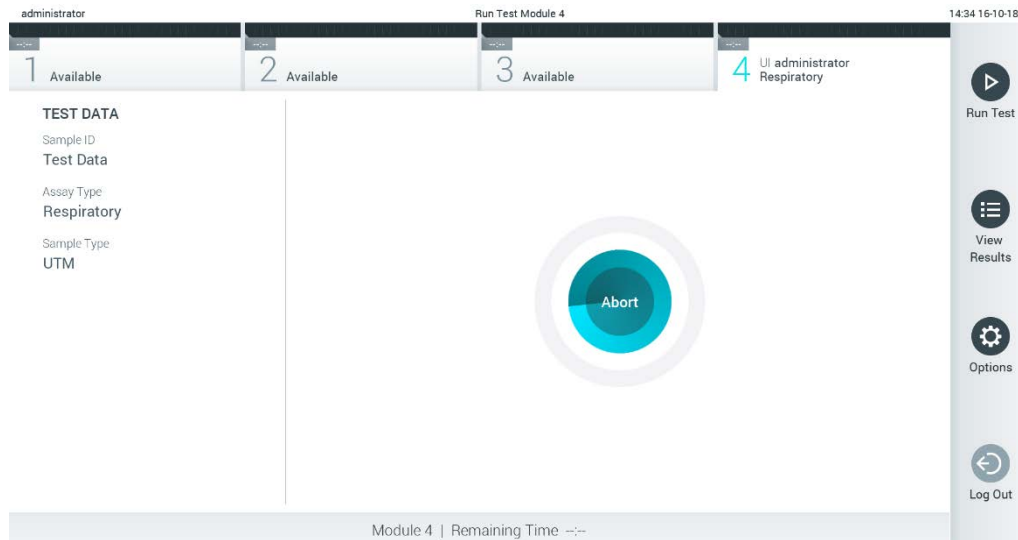 administrator
Run Test Module 4
14:34 16-10-18
--:--
1 Available
--:--
2 Available
--:--
3 Available
--:--
4 UI administrator
Respiratory
Run Test
TEST DATA
Sample ID
Test Data
Assay Type
Respiratory
Sample Type
UTM
Abort
View
Results
Options
Log Out
Module 4 | Remaining Time --:--